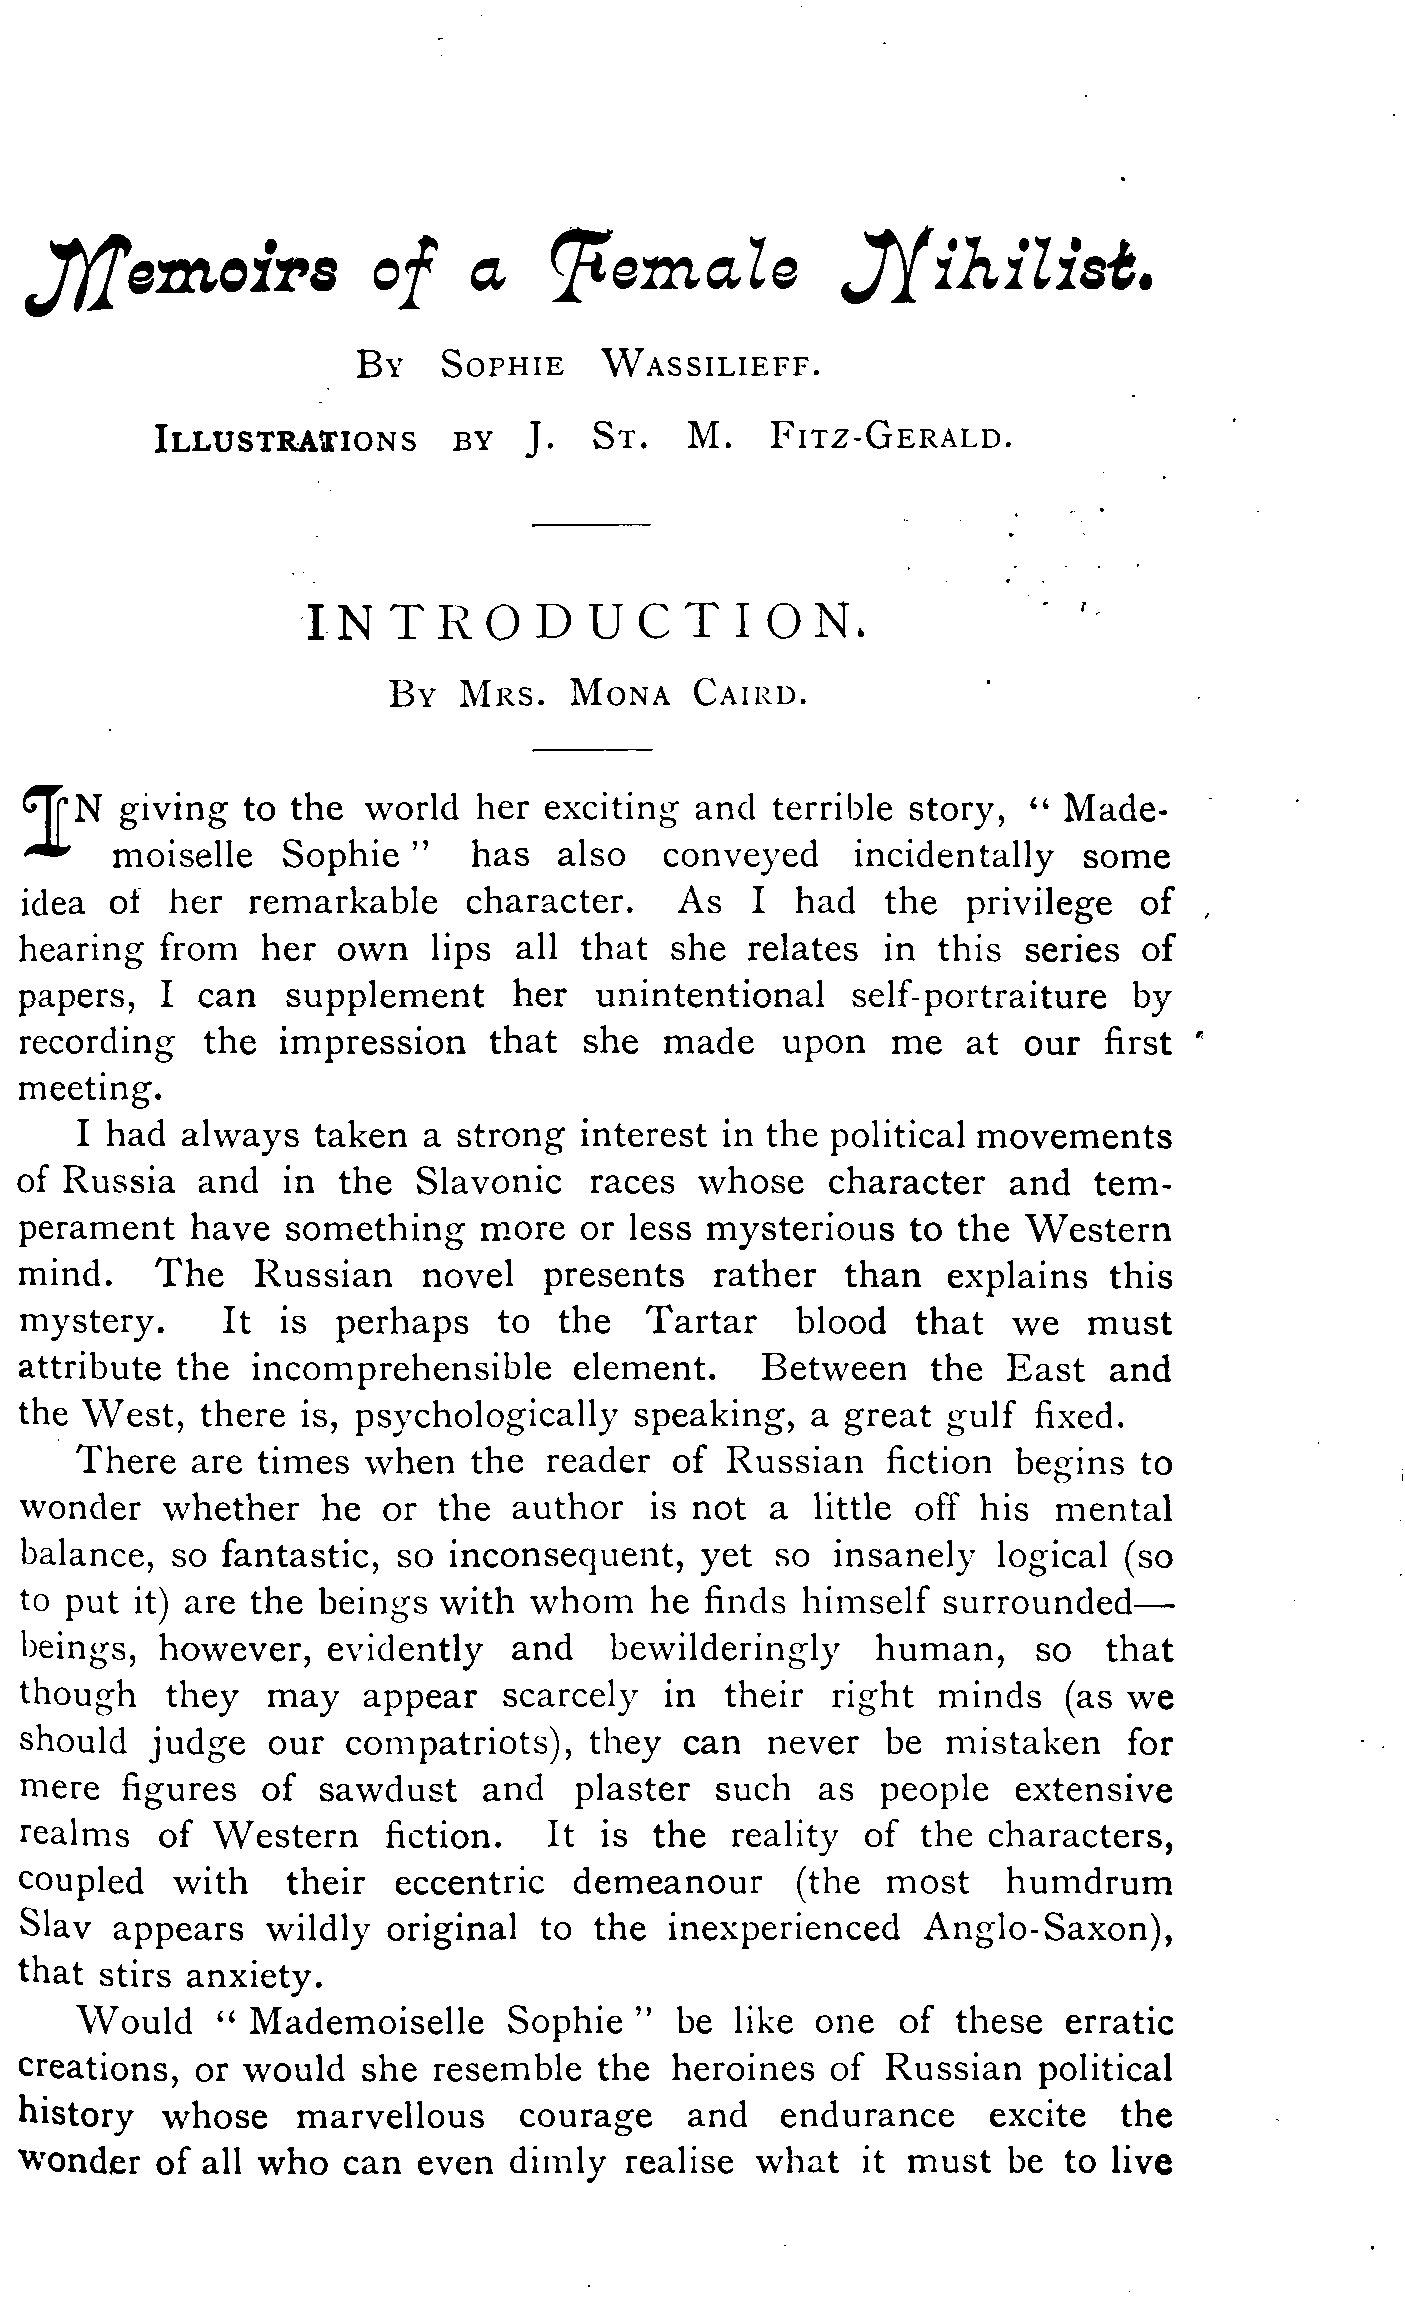 Memoirs of a Female Nihilist.
By Sophie Wassilieff.
Illustrations by J. St. M. Fitz-Gerald.
INTRODUCTION.
By Mrs. Mona Caird.
IN giving to the world her exciting and terrible story, “ Made-
moiselle Sophie ” has also conveyed incidentally some
idea of her remarkable character. As I had the privilege of
hearing from her own lips all that she relates in this series of
papers, I can supplement her unintentional self-portraiture by
recording the impression that she made upon me at our first
meeting.
I had always taken a strong interest in the political movements
of Russia and in the Slavonic races whose character and tem-
perament have something more or less mysterious to the Western
mind. The Russian novel presents rather than explains this
mystery. It is perhaps to the Tartar blood that we must
attribute the incomprehensible element. Between the East and
the West, there is, psychologically speaking, a great gulf fixed.
There are times when the reader of Russian fiction begins to
wonder whether he or the author is not a little off his mental
balance, so fantastic, so inconsequent, yet so insanely logical (so
to put it) are the beings with whom he finds himself surrounded—
beings, however, evidently and bewilderingly human, so that
though they may appear scarcely in their right minds (as we
should judge our compatriots), they can never be mistaken for
mere figures of sawdust and plaster such as people extensive
realms of Western fiction. It is the reality of the characters,
coupled with their eccentric demeanour (the most humdrum
Slav appears wildly original to the inexperienced Anglo-Saxon),
that stirs anxiety.
Would “ Mademoiselle Sophie ” be like one of these erratic
creations, or would she resemble the heroines of Russian political
history whose marvellous courage and endurance excite the
wonder of all who can even dimly realise what it must be to live